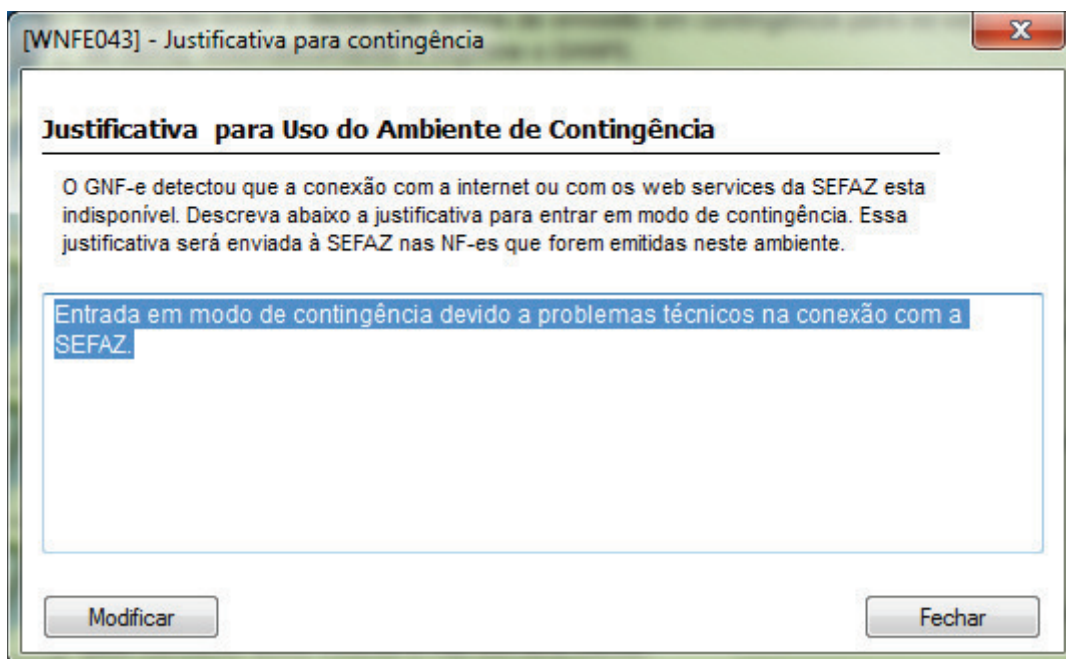 [WNFE043] - Justificativa para contingência
Justificativa para Uso do Ambiente de Contingência
O GNF-e detectou que a conexão com a internet ou com os web services da SEFAZ esta
indisponível. Descreva abaixo a justificativa para entrar em modo de contingência. Essa
justificativa será enviada à SEFAZ nas NF-es que forem emitidas neste ambiente.
Entrada em modo de contingência devido a problemas técnicos na conexão com a
SEFAZ.
Modificar
Fechar